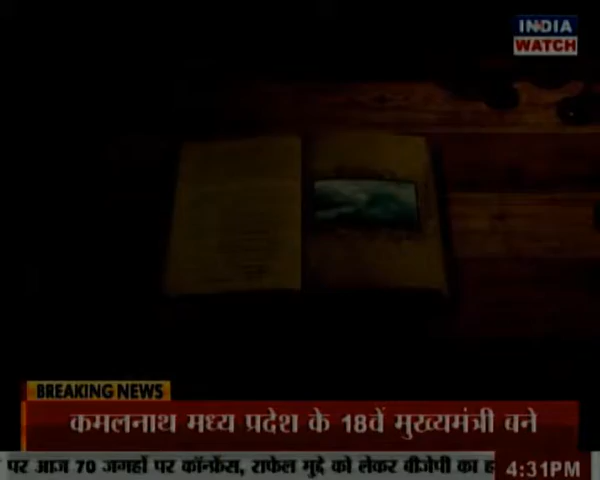 INDIA
WATCH
BREAKING NEWS
कमलनाथ मध्य प्रदेश के 18वें मुख्यमंत्री बने
पर आज 70 जगहों पर कॉन्फ्रेंस, राफेल मुद्दे को लेकर बीजेपी का ह
4:31PM